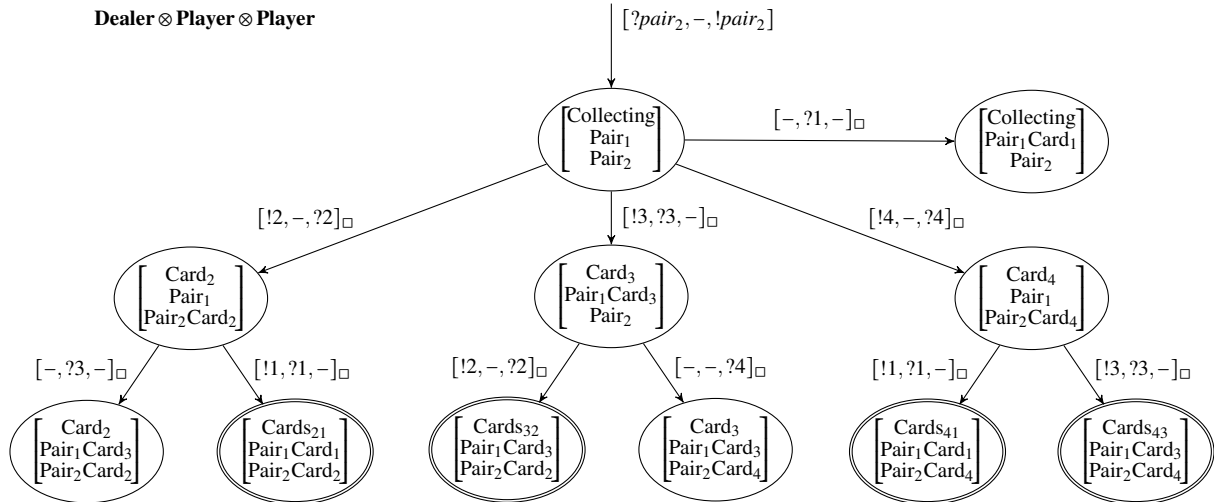 Dealer ⊗ Player ⊗ Player
[?pair₂, −, !pair₂]
Collecting
Pair₁
Pair₂
[−, ?1, −]□
Collecting
Pair₁Card₁
Pair₂
[!2, −, ?2]□
[!3, ?3, −]□
[!4, −, ?4]□
Card₂
Pair₁
Pair₂Card₂
Card₃
Pair₁Card₃
Pair₂
Card₄
Pair₁
Pair₂Card₄
[−, ?3, −]□
[!1, ?1, −]□
[!2, −, ?2]□
[−, −, ?4]□
[!1, ?1, −]□
[!3, ?3, −]□
Card₂
Pair₁Card₃
Pair₂Card₂
Cards₂₁
Pair₁Card₁
Pair₂Card₂
Cards₃₂
Pair₁Card₃
Pair₂Card₂
Card₃
Pair₁Card₃
Pair₂Card₄
Cards₄₁
Pair₁Card₁
Pair₂Card₄
Cards₄₃
Pair₁Card₃
Pair₂Card₄